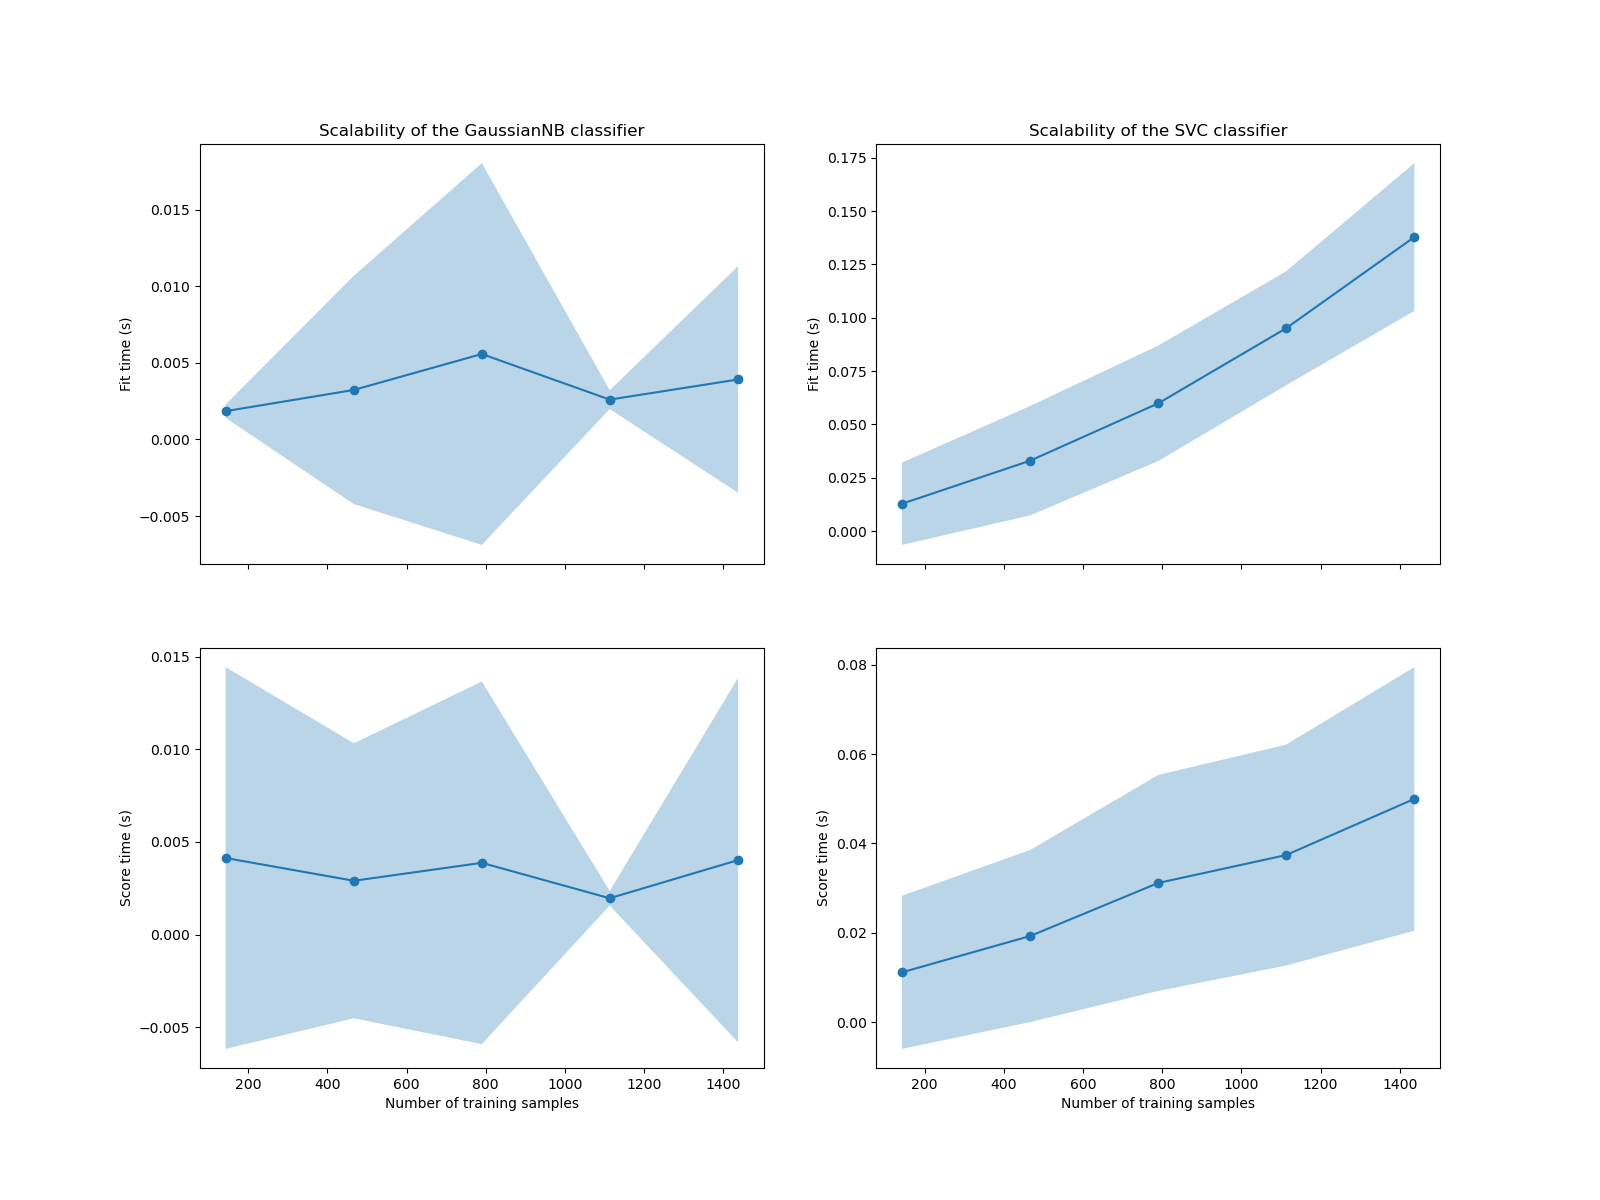 Scalability of the GaussianNB classifier
Fit time (s)
0.015
0.010
0.005
0.000
−0.005
Scalability of the SVC classifier
Fit time (s)
0.175
0.150
0.125
0.100
0.075
0.050
0.025
0.000
Score time (s)
0.015
0.010
0.005
0.000
−0.005
200 400 600 800 1000 1200 1400
Number of training samples
Score time (s)
0.08
0.06
0.04
0.02
0.00
200 400 600 800 1000 1200 1400
Number of training samples